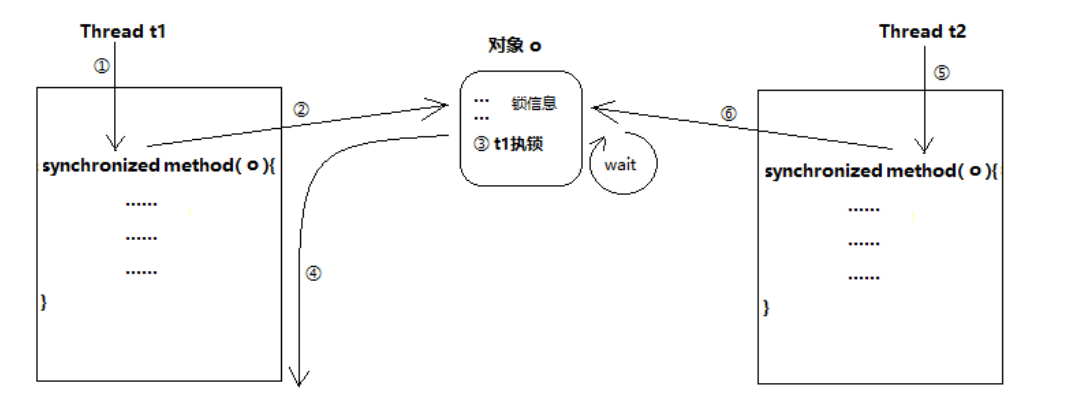 Thread t1
①
synchronized method( o ){
......
......
......
}
②
④
对象 o
... 锁信息
...
③ t1执锁
wait
Thread t2
⑤
⑥
synchronized method( o ){
......
......
......
}